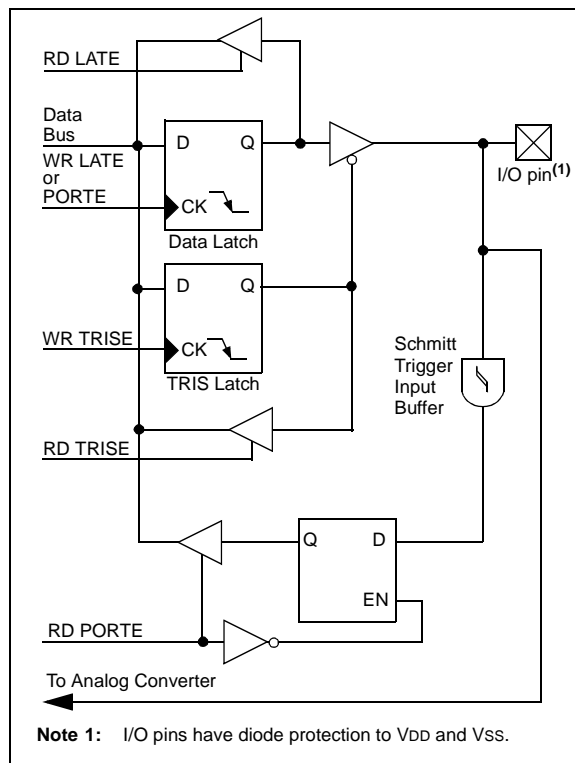 RD LATE
Data
Bus
WR LATE
or
PORTE
D Q
CK
Data Latch
I/O pin(1)
D Q
WR TRISE
CK
TRIS Latch
Schmitt
Trigger
Input
Buffer
RD TRISE
Q D
EN
RD PORTE
To Analog Converter
Note 1: I/O pins have diode protection to VDD and VSS.